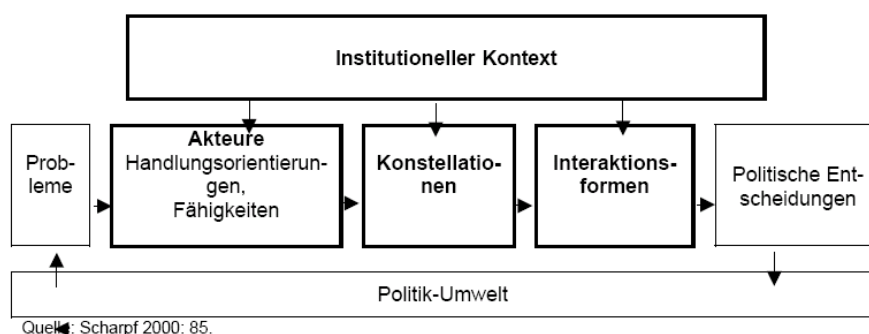 Institutioneller Kontext
Probe-
leme
Akteure
Handlungsorientierun-
gen,
Fähigkeiten
Konstellatio-
nen
Interaktions-
formen
Politische Ent-
scheidungen
Politik-Umwelt
Quelle: Scharpf 2000: 85.